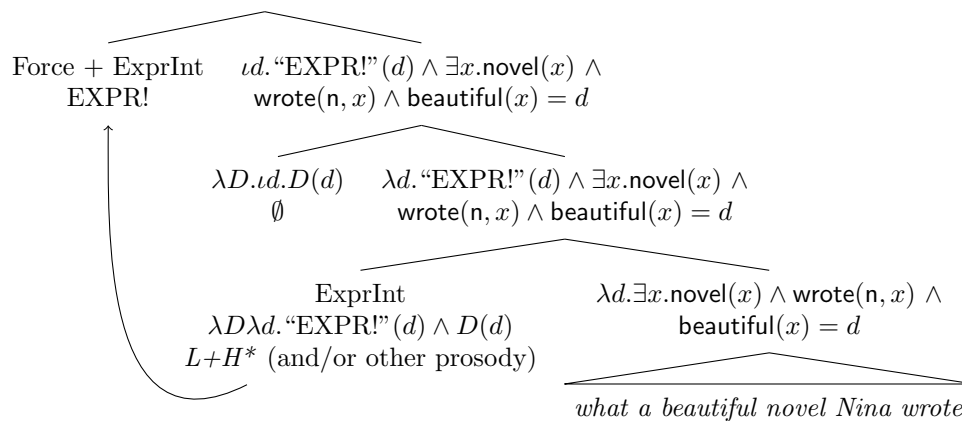 Force + ExprInt
EXPR!
ιd.“EXPR!”(d) ∧ ∃x.novel(x) ∧
wrote(n, x) ∧ beautiful(x) = d
λD.ιd.D(d)
∅
λd.“EXPR!”(d) ∧ ∃x.novel(x) ∧
wrote(n, x) ∧ beautiful(x) = d
ExprInt
λDλd.“EXPR!”(d) ∧ D(d)
L+H* (and/or other prosody)
λd.∃x.novel(x) ∧ wrote(n, x) ∧
beautiful(x) = d
what a beautiful novel Nina wrote